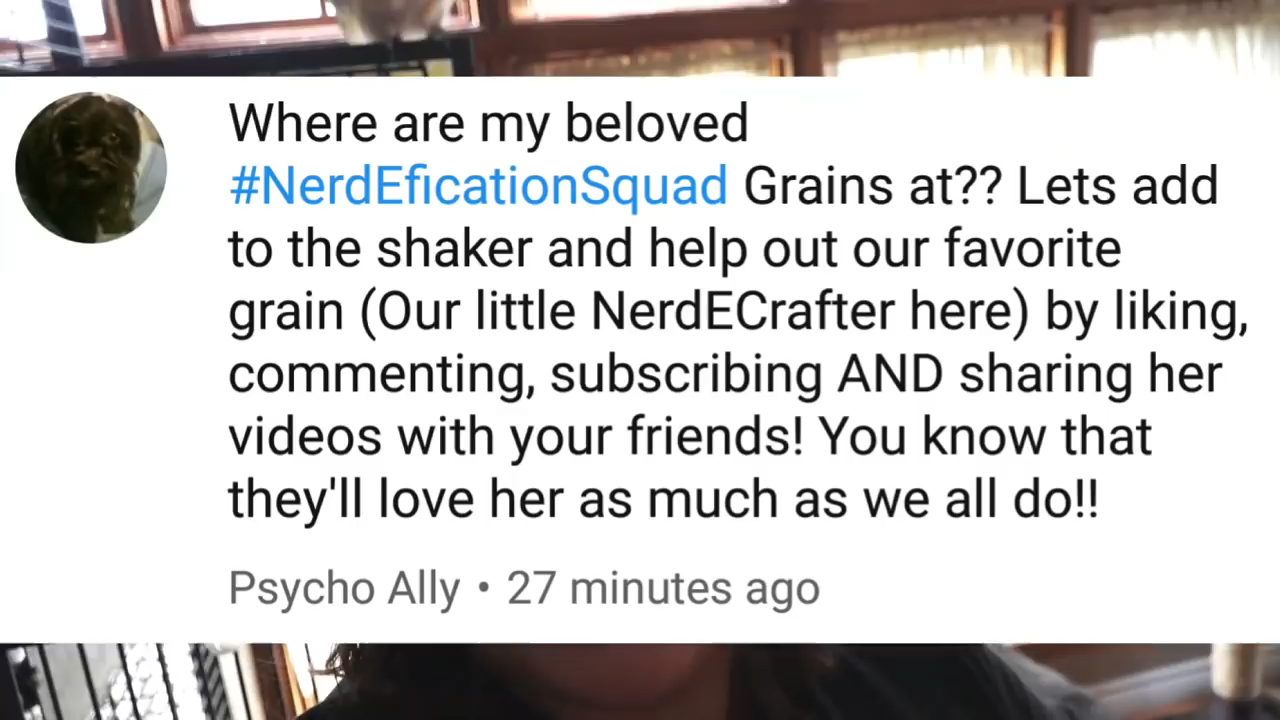 Where are my beloved
#NerdEficationSquad Grains at?? Lets add
to the shaker and help out our favorite
grain (Our little NerdECrafter here) by liking,
commenting, subscribing AND sharing her
videos with your friends! You know that
they'll love her as much as we all do!!
Psycho Ally • 27 minutes ago